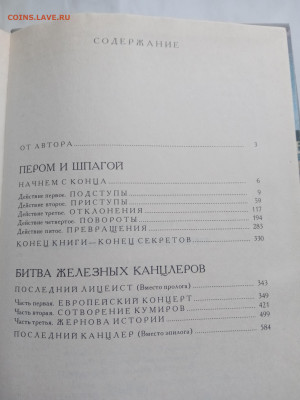 COINS.LAVE.RU
СОДЕРЖАНИЕ
ОТ АВТОРА 3
ПЕРОМ И ШПАГОЙ
НАЧНЕМ С КОНЦА 6
Действие первое. ПОДСТУПЫ 9
Действие второе. ПРИСТУПЫ 59
Действие третье. ОТКЛОНЕНИЯ 137
Действие четвертое. ПОВОРОТЫ 194
Действие пятое. ПРЕВРАЩЕНИЯ 285
КОНЕЦ КНИГИ — КОНЕЦ СЕКРЕТОВ 330
БИТВА ЖЕЛЕЗНЫХ КАНЦЛЕРОВ
ПОСЛЕДНИЙ ЛИЦЕИСТ (Вместо пролога) 343
Часть первая. ЕВРОПЕЙСКИЙ КОНЦЕРТ 349
Часть вторая. СОТВОРЕНИЕ КУМИРОВ 425
Часть третья. ЖЕРНОВА ИСТОРИИ 499
ПОСЛЕДНИЙ КАНЦЛЕР (Вместо эпилога) 584